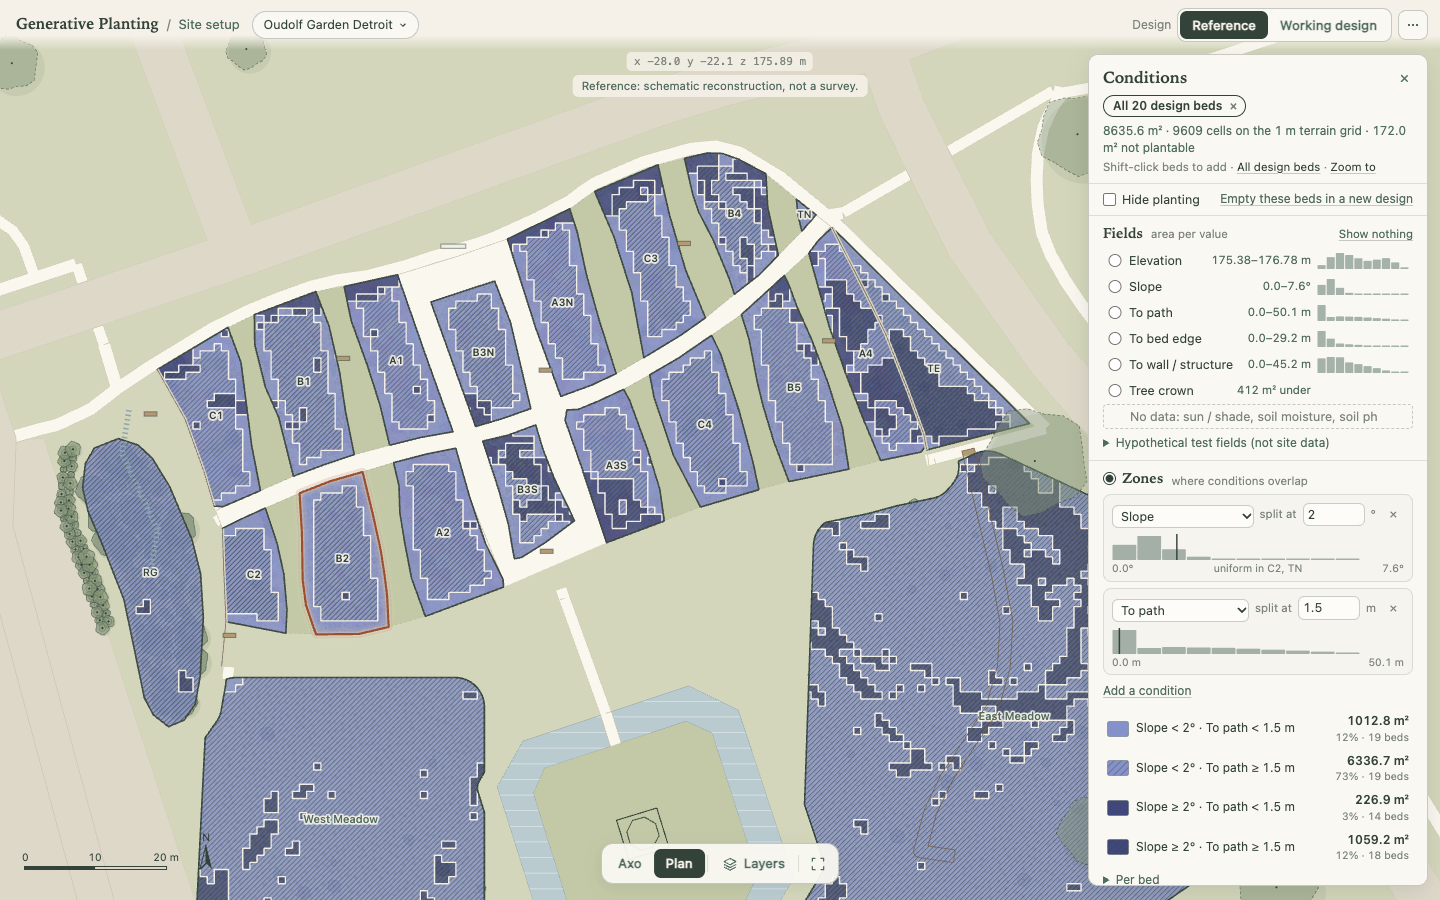 Generative Planting / Site setup Oudolf Garden Detroit
Design Reference Working design ...
x −28.0 y −22.1 z 175.89 m
Reference: schematic reconstruction, not a survey.
Conditions ×
All 20 design beds ×
8635.6 m² · 9609 cells on the 1 m terrain grid · 172.0
m² not plantable
Shift-click beds to add · All design beds · Zoom to
Hide planting Empty these beds in a new design
Fields area per value Show nothing
Elevation 175.38–176.78 m
Slope 0.0–7.6°
To path 0.0–50.1 m
To bed edge 0.0–29.2 m
To wall / structure 0.0–45.2 m
Tree crown 412 m² under
No data: sun / shade, soil moisture, soil ph
Hypothetical test fields (not site data)
Zones where conditions overlap
Slope split at 2 ° ×
0.0° uniform in C2, TN 7.6°
To path split at 1.5 m ×
0.0 m 50.1 m
Add a condition
Slope < 2° · To path < 1.5 m 1012.8 m²
12% · 19 beds
Slope < 2° · To path ≥ 1.5 m 6336.7 m²
73% · 19 beds
Slope ≥ 2° · To path < 1.5 m 226.9 m²
3% · 14 beds
Slope ≥ 2° · To path ≥ 1.5 m 1059.2 m²
12% · 18 beds
Per bed
B4
TN
C3
A3N
B3N
A1
B1
C1
A4
TE
B5
C4
A3S
B3S
A2
B2
C2
RG
East Meadow
West Meadow
N
0 10 20 m
Axo Plan Layers